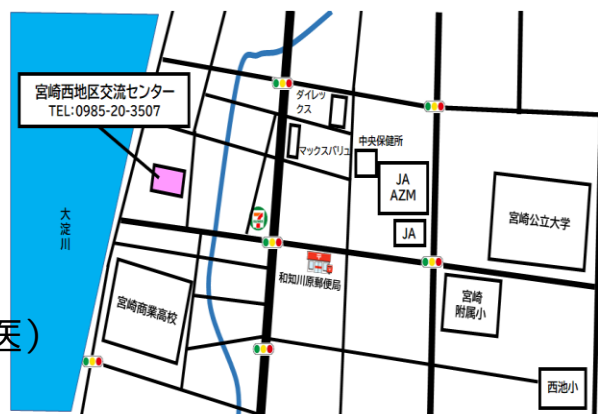 宮崎西地区交流センター
TEL:0985-20-3507
ダイレッ
クス
マックスバリュ
中央保健所
JA
AZM
JA
宮崎公立大学
大淀川
和知川原郵便局
宮崎商業高校
宮崎
附属小
西池小
医）